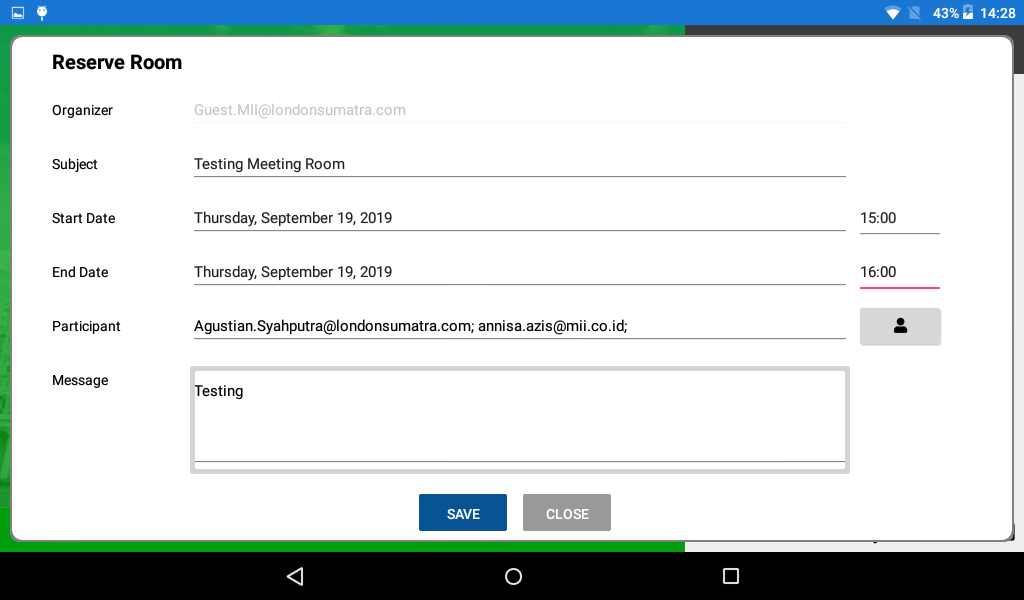 43% 14:28
Reserve Room
Organizer Guest.MII@londonsumatra.com
Subject Testing Meeting Room
Start Date Thursday, September 19, 2019 15:00
End Date Thursday, September 19, 2019 16:00
Participant Agustian.Syahputra@londonsumatra.com; annisa.azis@mii.co.id;
Message Testing
SAVE CLOSE